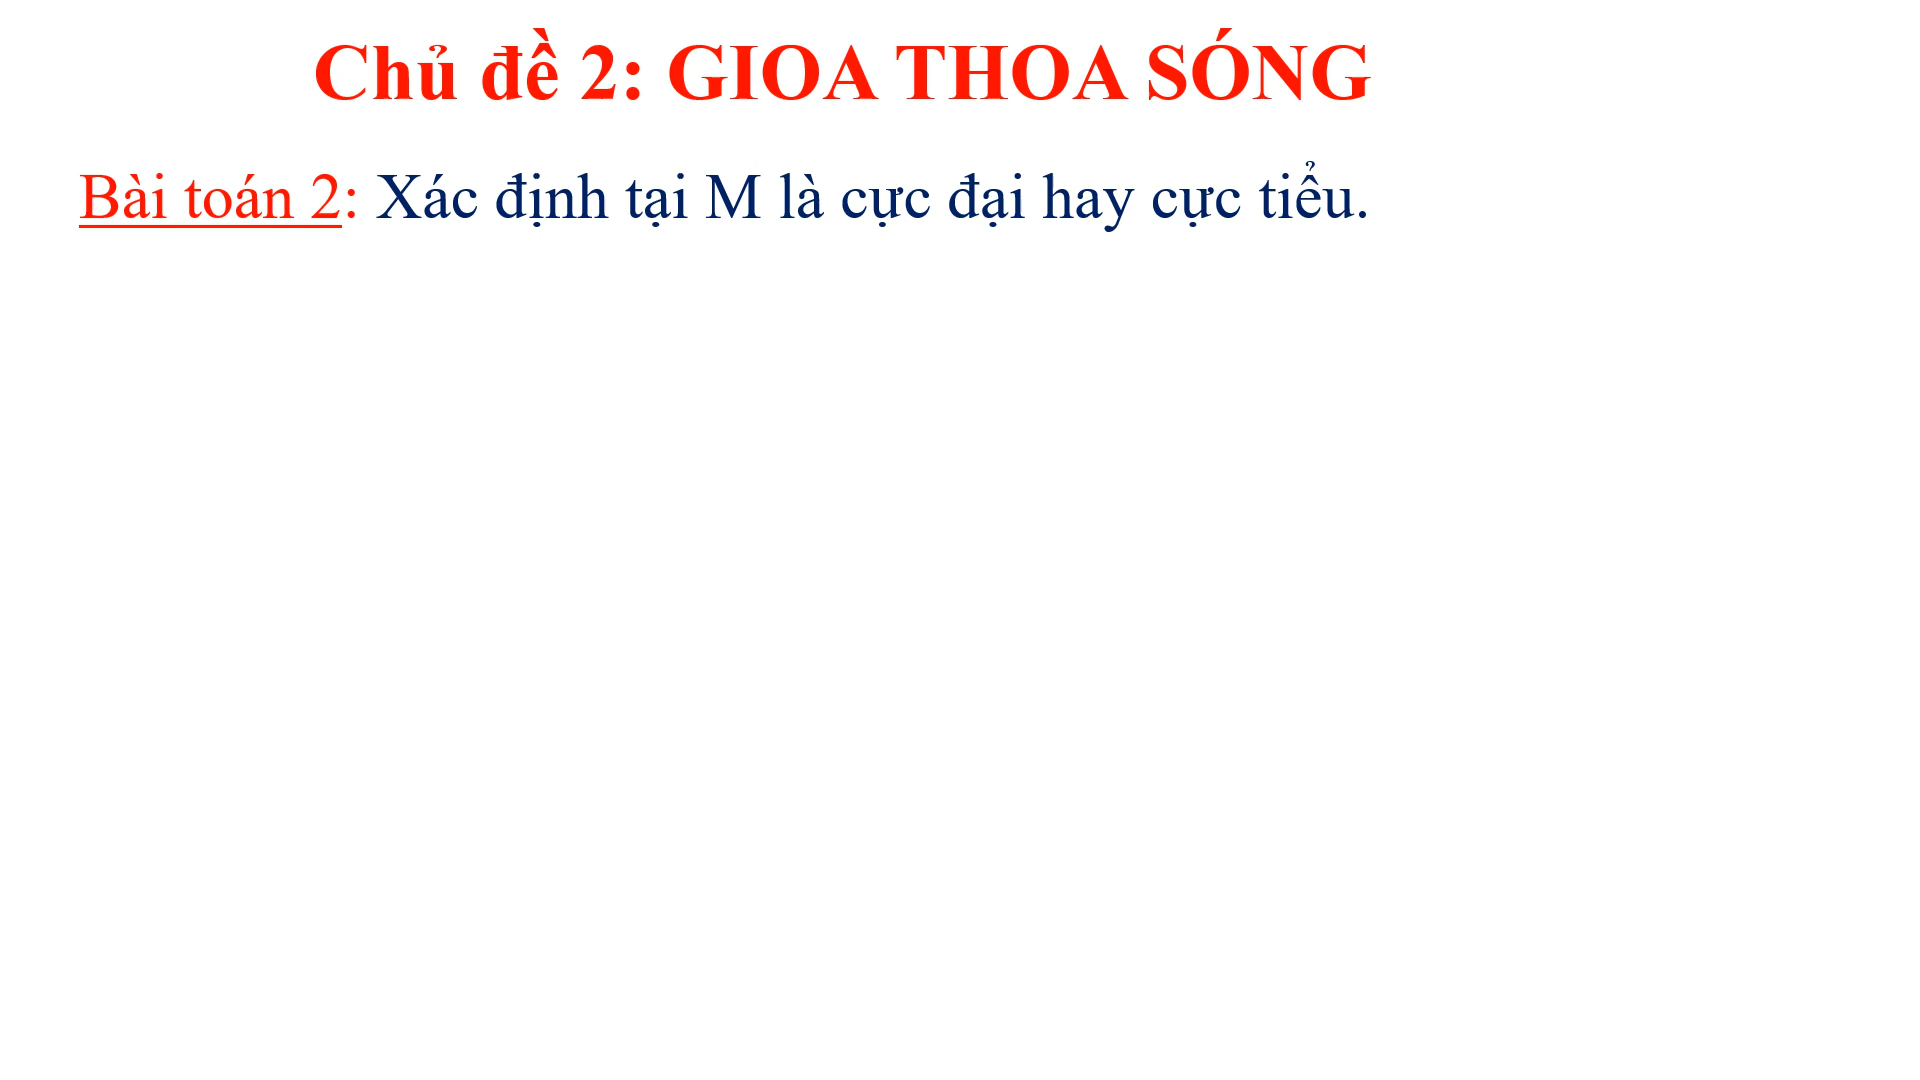 Chủ đề 2: GIOA THOA SÓNG
Bài toán 2: Xác định tại M là cực đại hay cực tiểu.